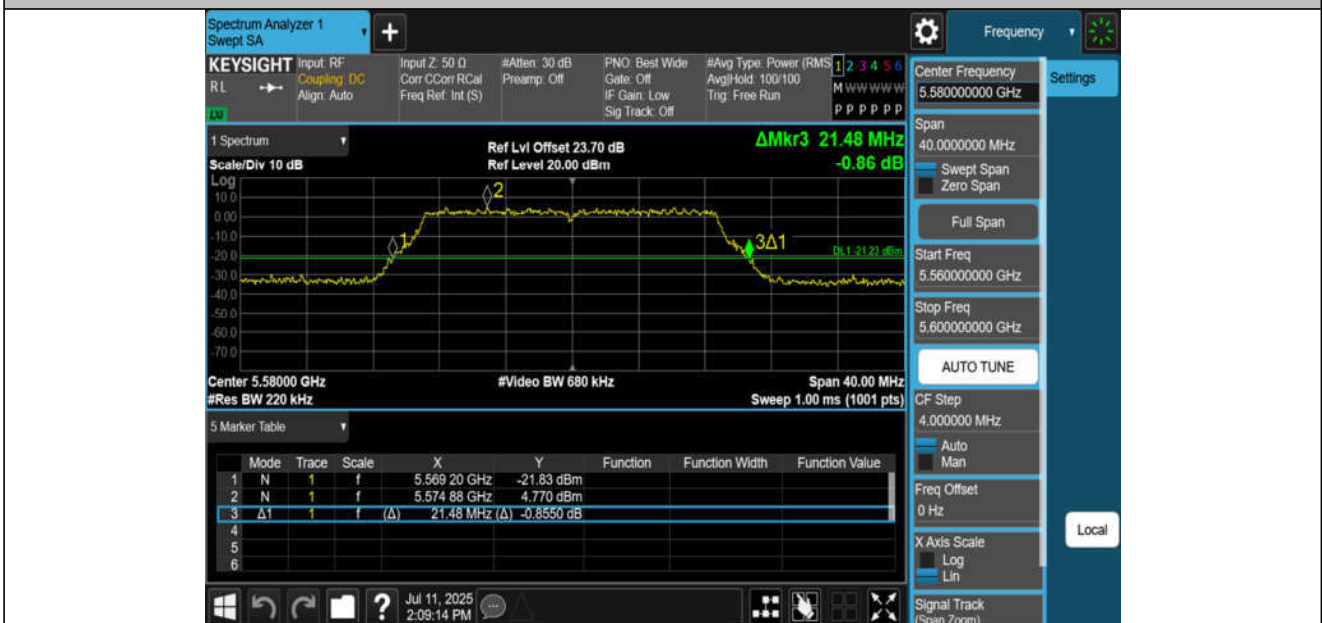 Spectrum Analyzer 1
Swept SA
+
Frequency
KEYSIGHT
RL
LV
Input: RF
Coupling: DC
Align: Auto
Input Z: 50 Ω
Corr CCorr RCal
Freq Ref: Int (S)
#Atten: 30 dB
Preamp: Off
PNO: Best Wide
Gate: Off
IF Gain: Low
Sig Track: Off
#Avg Type: Power (RMS
Avg|Hold: 100/100
Trig: Free Run
1 2 3 4 5 6
M W W W W W
P P P P P P
1 Spectrum
Scale/Div 10 dB
Ref Lvl Offset 23.70 dB
Ref Level 20.00 dBm
ΔMkr3 21.48 MHz
-0.86 dB
Log
10.0
0.00
-10.0
-20.0
-30.0
-40.0
-50.0
-60.0
-70.0
1
2
3Δ1
DL1 -21.23 dBm
Center 5.58000 GHz
#Video BW 680 kHz
Span 40.00 MHz
#Res BW 220 kHz
Sweep 1.00 ms (1001 pts)
5 Marker Table
Mode Trace Scale X Y Function Function Width Function Value
1 N 1 f 5.569 20 GHz -21.83 dBm
2 N 1 f 5.574 88 GHz 4.770 dBm
3 Δ1 1 f (Δ) 21.48 MHz (Δ) -0.8550 dB
4
5
6
?
Jul 11, 2025
2:09:14 PM
Center Frequency
5.580000000 GHz
Settings
Span
40.0000000 MHz
Swept Span
Zero Span
Full Span
Start Freq
5.560000000 GHz
Stop Freq
5.600000000 GHz
AUTO TUNE
CF Step
4.000000 MHz
Auto
Man
Freq Offset
0 Hz
X Axis Scale
Log
Lin
Local
Signal Track
(Span Zoom)